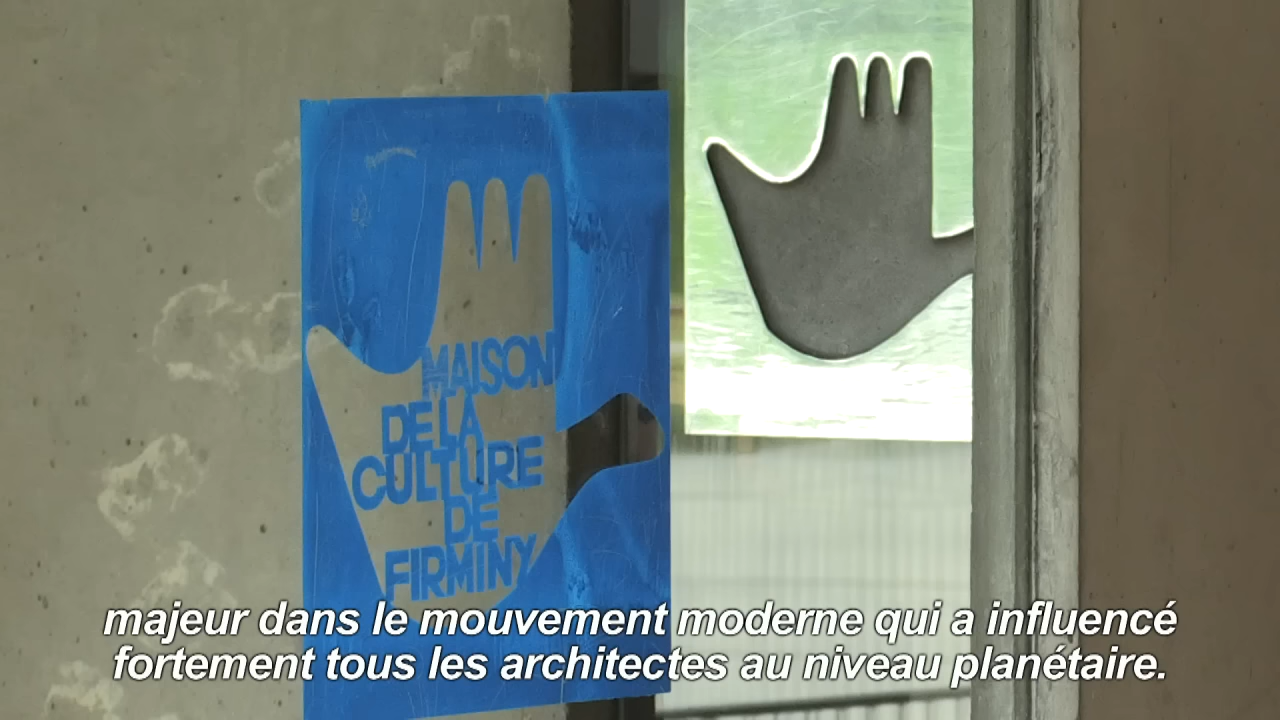 MAISON
DE LA
CULTURE
DE
FIRMINY
majeur dans le mouvement moderne qui a influencé
fortement tous les architectes au niveau planétaire.